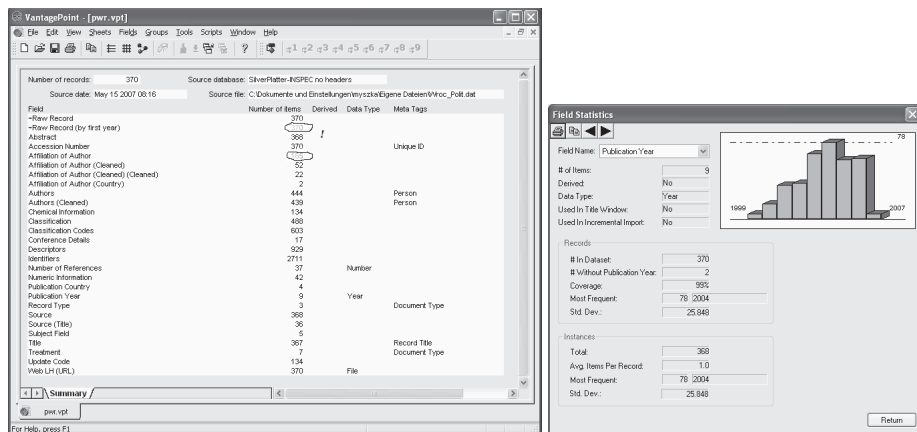 VantagePoint - [pwr.vpt]
File Edit View Sheets Fields Groups Tools Scripts Window Help
Number of records: 370 Source database: SilverPlatter-INSPEC no headers
Source date: May 15 2007 08:16 Source file: C:\Dokumente und Einstellungen\myszka\Eigene Dateien\Wroc_Polit.dat
Field Number of items Derived Data Type Meta Tags
~Raw Record 370
~Raw Record (by first year) !
Abstract 368
Accession Number 370 Unique ID
Affiliation of Author
Affiliation of Author (Cleaned) 52
Affiliation of Author (Cleaned) (Cleaned) 22
Affiliation of Author (Country) 2
Authors 444 Person
Authors (Cleaned) 439 Person
Chemical Information 134
Classification 488
Classification Codes 603
Conference Details 17
Descriptors 929
Identifiers 2711
Number of References 37 Number
Numeric Information 42
Publication Country 4
Publication Year 9 Year
Record Type 3 Document Type
Source 368
Source (Title) 36
Subject Field 5
Title 367 Record Title
Treatment 7 Document Type
Update Code 134
Web LH (URL) 370 File
Summary
pwr.vpt
For Help, press F1
Field Statistics
Field Name: Publication Year
# of Items: 9
Derived: No
Data Type: Year
Used In Title Window: No
Used In Incremental Import: No
78
1999 2007
Records
# In Dataset: 370
# Without Publication Year: 2
Coverage: 99%
Most Frequent: 78 2004
Std. Dev.: 25.848
Instances
Total: 368
Avg. Items Per Record: 1.0
Most Frequent: 78 2004
Std. Dev.: 25.848
Return